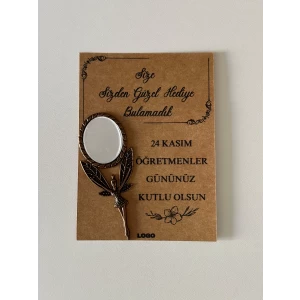 Size
Sizden Güzel Hediye
Bulamadık
24 KASIM
ÖĞRETMENLER
GÜNÜNÜZ
KUTLU OLSUN
LOGO